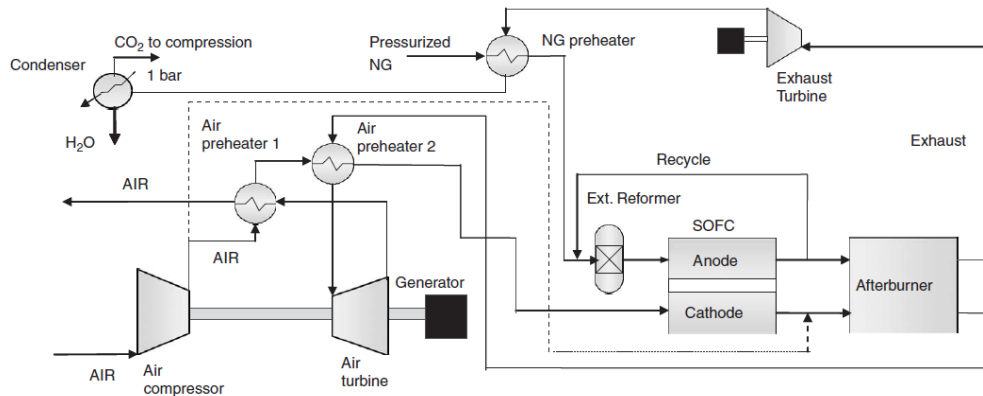 CO2 to compression
Condenser
1 bar
H2O
Pressurized
NG
NG preheater
Exhaust
Turbine
Air
preheater 1
Air
preheater 2
Exhaust
AIR
AIR
Recycle
Ext. Reformer
SOFC
Anode
Cathode
Afterburner
Generator
AIR
Air
compressor
Air
turbine